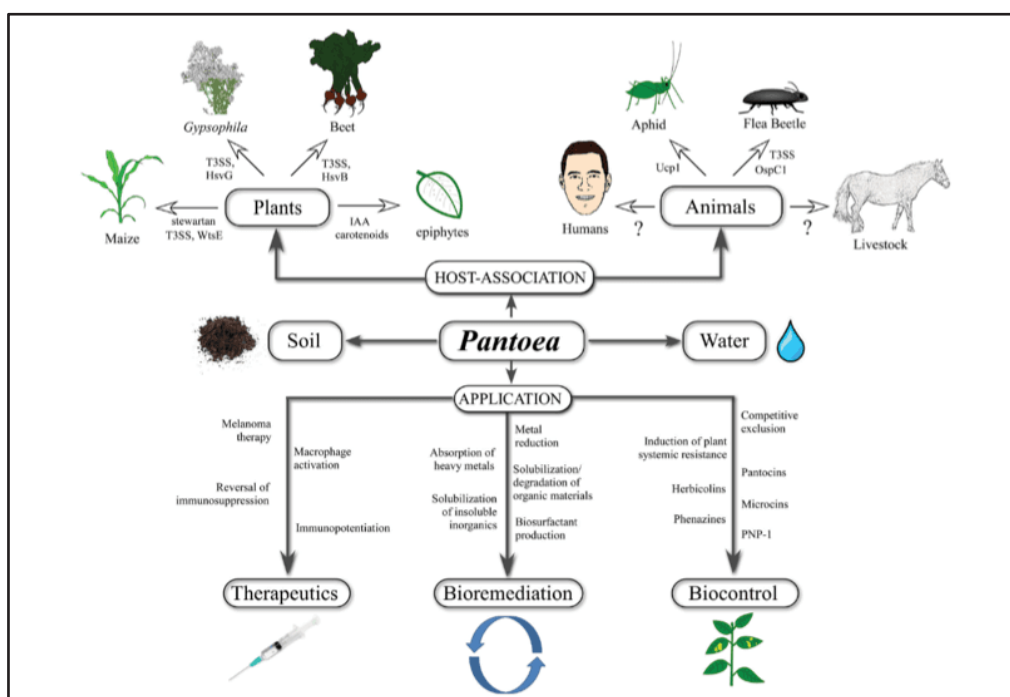 Gypsophila
Beet
Aphid
Flea Beetle
T3SS,
HsvG
T3SS,
HsvB
Ucp1
T3SS
OspC1
Maize
stewartan
T3SS, WtsE
Plants
IAA
carotenoids
epiphytes
Humans
?
Animals
?
Livestock
HOST-ASSOCIATION
Soil
Pantoea
Water
APPLICATION
Melanoma
therapy
Macrophage
activation
Reversal of
immunosuppression
Immunopotentiation
Metal
reduction
Absorption of
heavy metals
Solubilization/
degradation of
organic materials
Solubilization
of insoluble
inorganics
Biosurfactant
production
Competitive
exclusion
Induction of plant
systemic resistance
Pantocins
Herbicolins
Microcins
Phenazines
PNP-1
Therapeutics
Bioremediation
Biocontrol